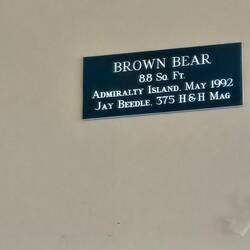 BROWN BEAR
8.8 SQ. FT.
ADMIRALTY ISLAND, MAY 1992
JAY BEEDLE, 375 H&H MAG